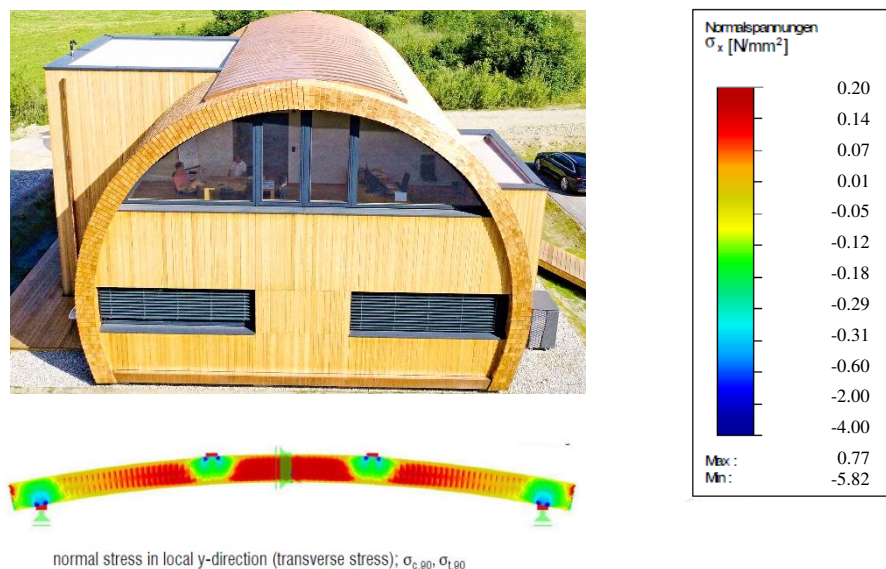 Normalspannungen
σx [N/mm²]
0.20
0.14
0.07
0.01
-0.05
-0.12
-0.18
-0.29
-0.31
-0.60
-2.00
-4.00
Max : 0.77
Min : -5.82
normal stress in local y-direction (transverse stress); σc,90, σt,90